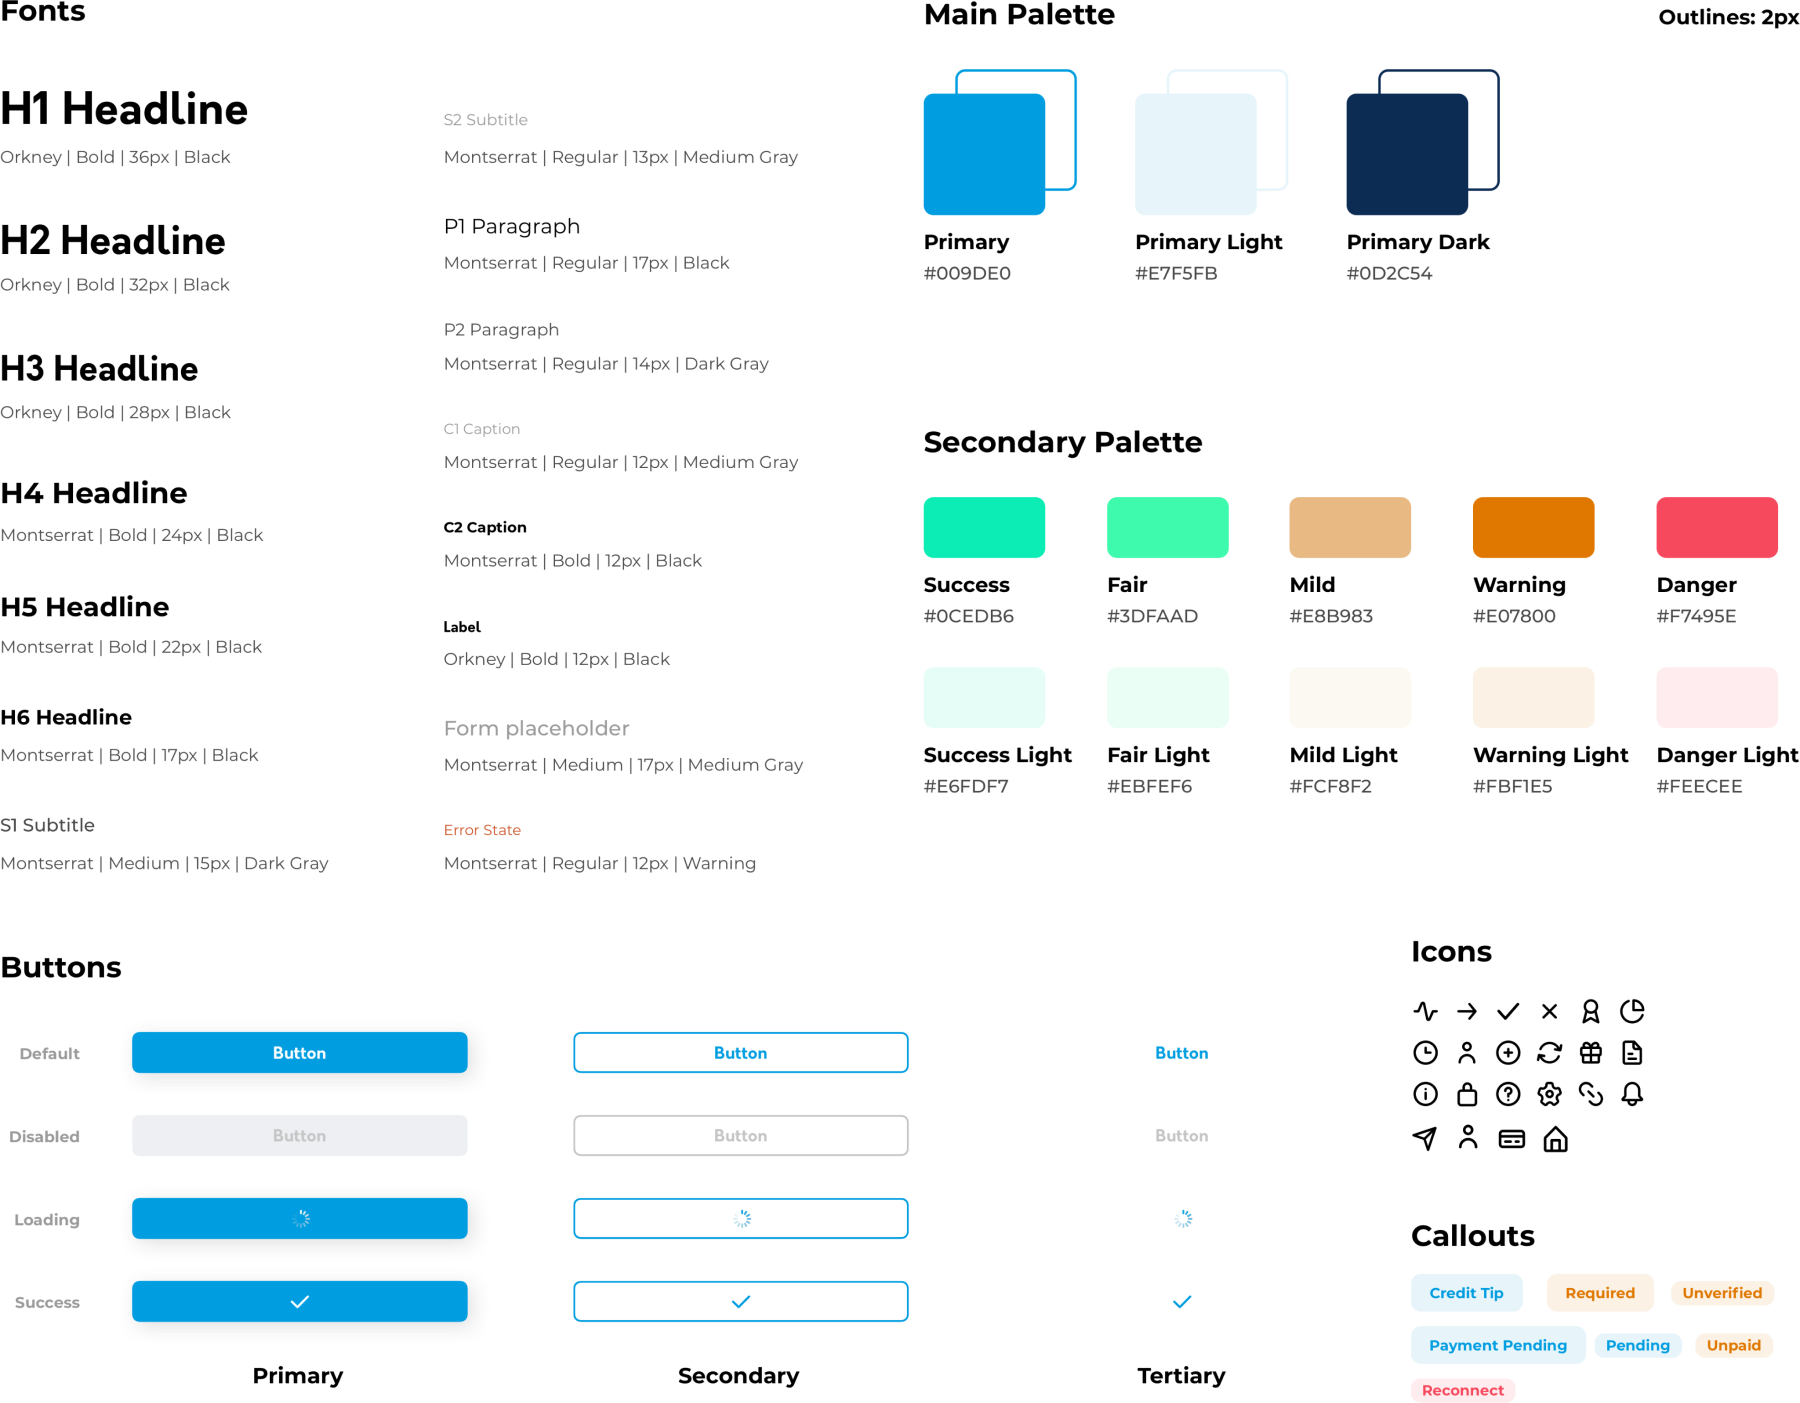 Fonts
H1 Headline
Orkney | Bold | 36px | Black
H2 Headline
Orkney | Bold | 32px | Black
H3 Headline
Orkney | Bold | 28px | Black
H4 Headline
Montserrat | Bold | 24px | Black
H5 Headline
Montserrat | Bold | 22px | Black
H6 Headline
Montserrat | Bold | 17px | Black
S1 Subtitle
Montserrat | Medium | 15px | Dark Gray
S2 Subtitle
Montserrat | Regular | 13px | Medium Gray
P1 Paragraph
Montserrat | Regular | 17px | Black
P2 Paragraph
Montserrat | Regular | 14px | Dark Gray
C1 Caption
Montserrat | Regular | 12px | Medium Gray
C2 Caption
Montserrat | Bold | 12px | Black
Label
Orkney | Bold | 12px | Black
Form placeholder
Montserrat | Medium | 17px | Medium Gray
Error State
Montserrat | Regular | 12px | Warning
Main Palette
Outlines: 2px
Primary
#009DE0
Primary Light
#E7F5FB
Primary Dark
#0D2C54
Secondary Palette
Success
#0CEDB6
Fair
#3DFAAD
Mild
#E8B983
Warning
#E07800
Danger
#F7495E
Success Light
#E6FDF7
Fair Light
#EBFEF6
Mild Light
#FCF8F2
Warning Light
#FBF1E5
Danger Light
#FEECEE
Buttons
Default
Button
Button
Button
Disabled
Button
Button
Button
Loading
Success
Primary
Secondary
Tertiary
Icons
Callouts
Credit Tip
Required
Unverified
Payment Pending
Pending
Unpaid
Reconnect